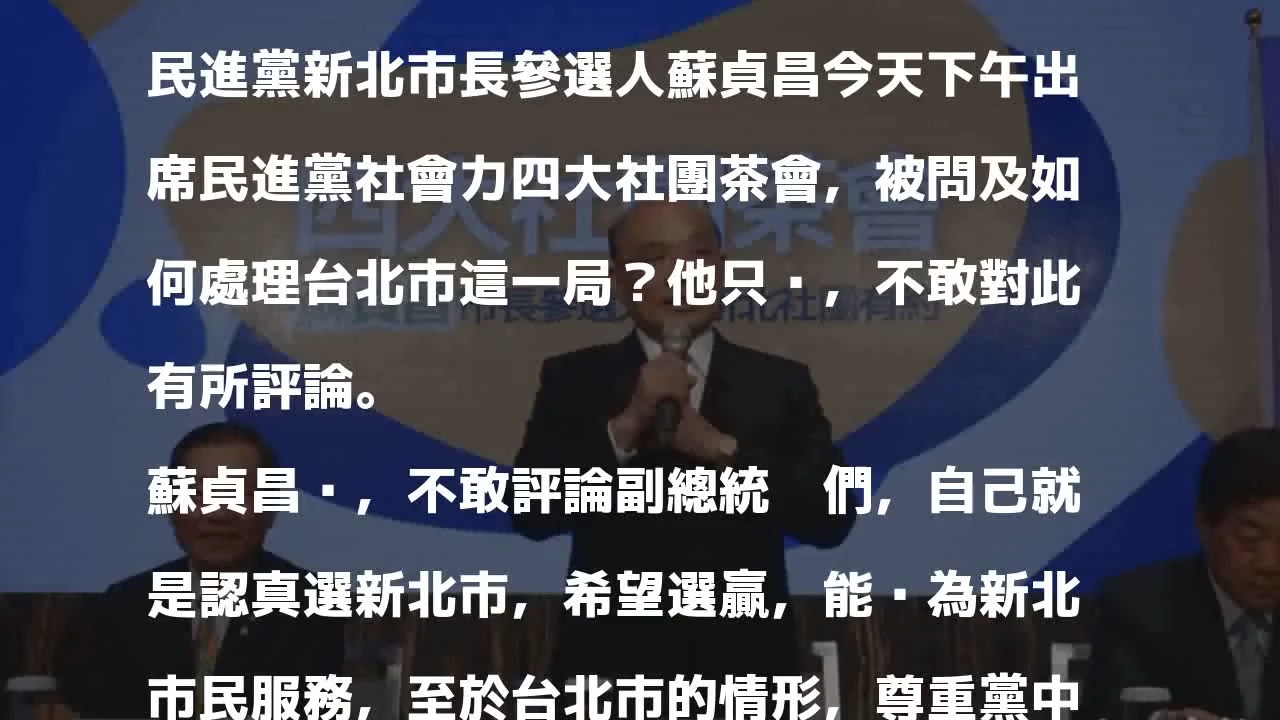 民進黨新北市長參選人蘇貞昌今天下午出
席民進黨社會力四大社團茶會，被問及如
何處理台北市這一局？他只·，不敢對此
有所評論。
蘇貞昌·，不敢評論副總統　們，自己就
是認真選新北市，希望選贏，能·為新北
市民服務，至於台北市的情形，尊重黨中
四大社團茶會